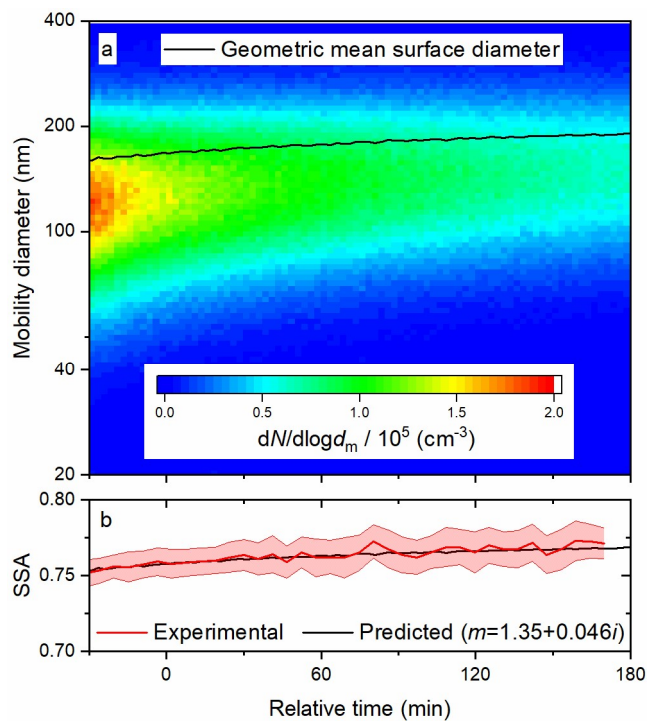 400
a
Geometric mean surface diameter
200
100
40
20
Mobility diameter (nm)
0.0 0.5 1.0 1.5 2.0
dN/dlogdm / 10⁵ (cm⁻³)
0.80
b
0.75
0.70
SSA
Experimental
Predicted (m=1.35+0.046i)
0 60 120 180
Relative time (min)